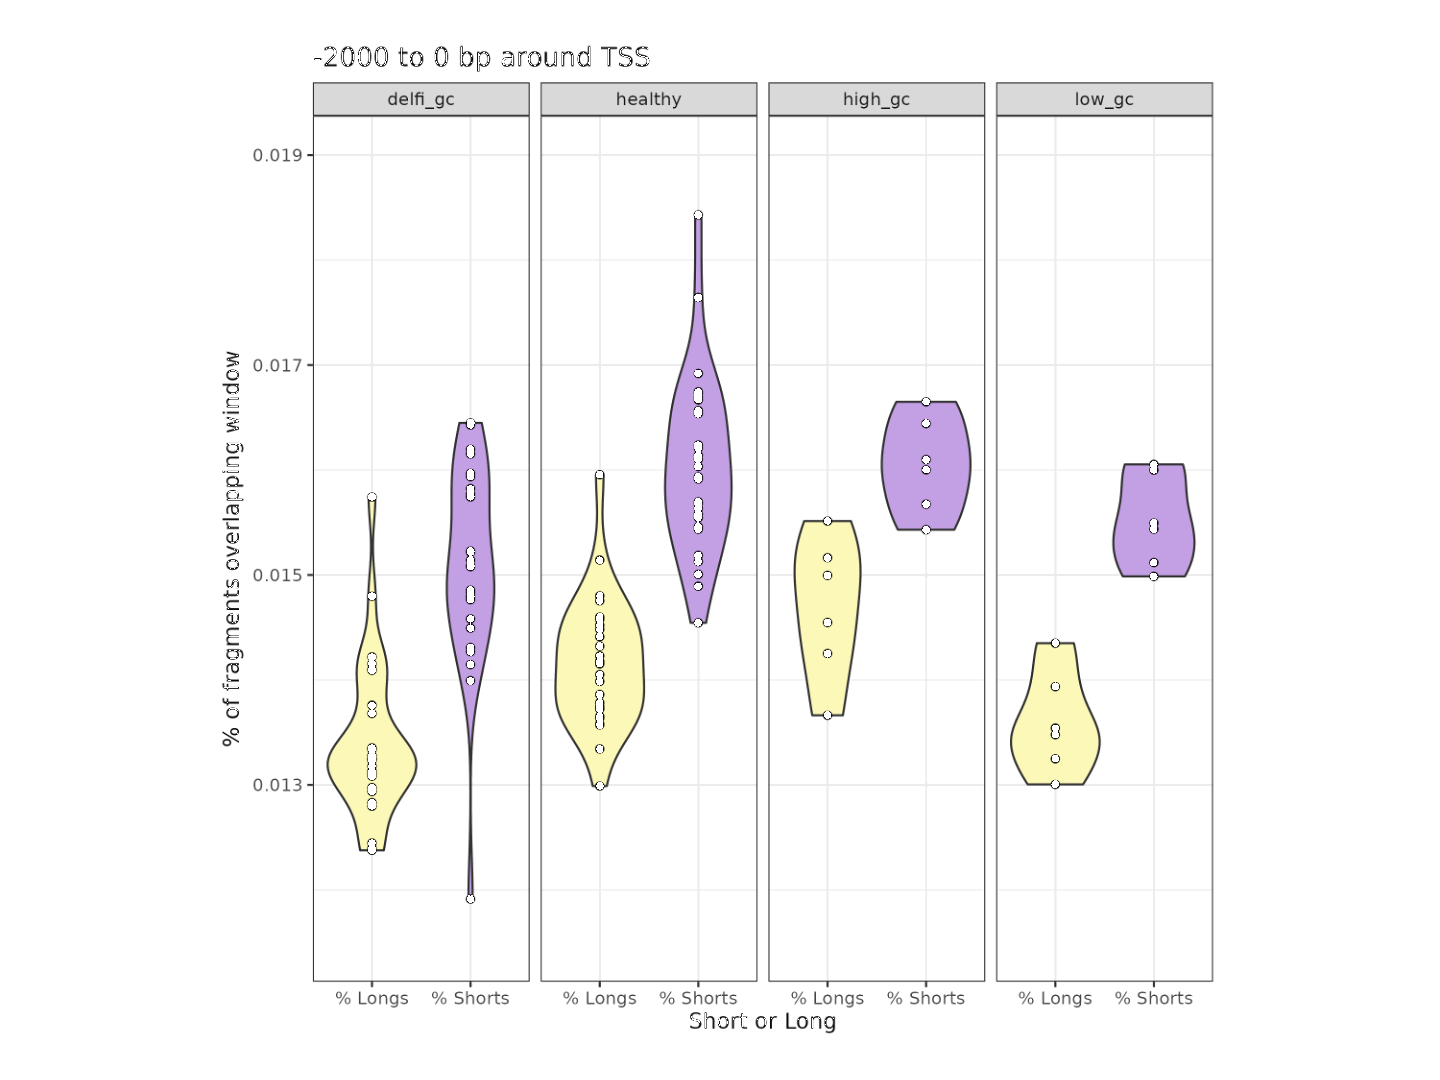 -2000 to 0 bp around TSS
delfi_gc healthy high_gc low_gc
0.019
0.017
0.015
0.013
% of fragments overlapping window
% Longs % Shorts % Longs % Shorts % Longs % Shorts % Longs % Shorts
Short or Long